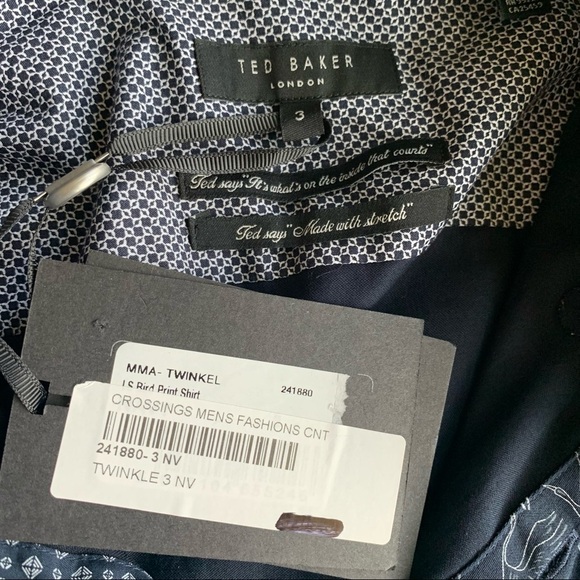 CA25459
TED BAKER
LONDON
3
Ted says "It's what's on the inside that counts"
Ted says "Made with stretch"
MMA- TWINKEL
LS Bird Print Shirt
241880
CROSSINGS MENS FASHIONS CNT
241880- 3 NV
TWINKLE 3 NV